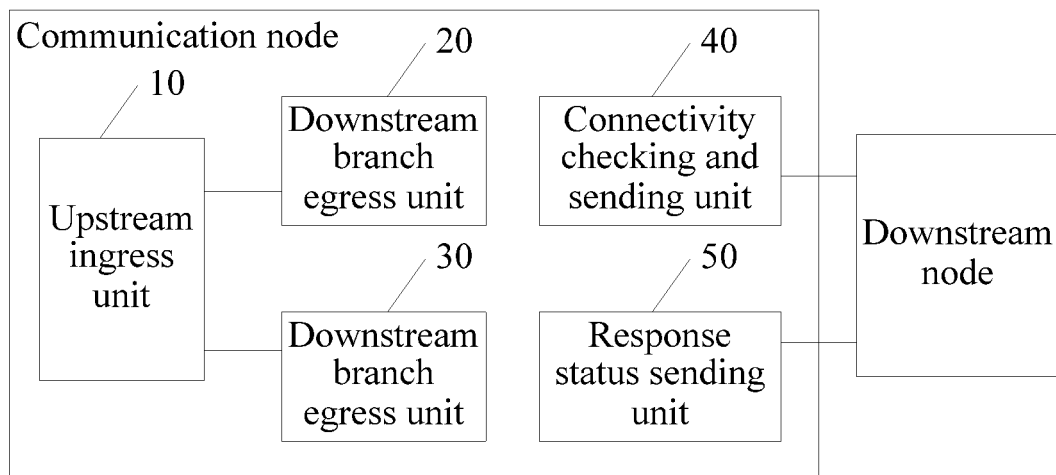 Communication node
10
20
40
Upstream
ingress
unit
Downstream
branch
egress unit
Connectivity
checking and
sending unit
Downstream
node
30
50
Downstream
branch
egress unit
Response
status sending
unit